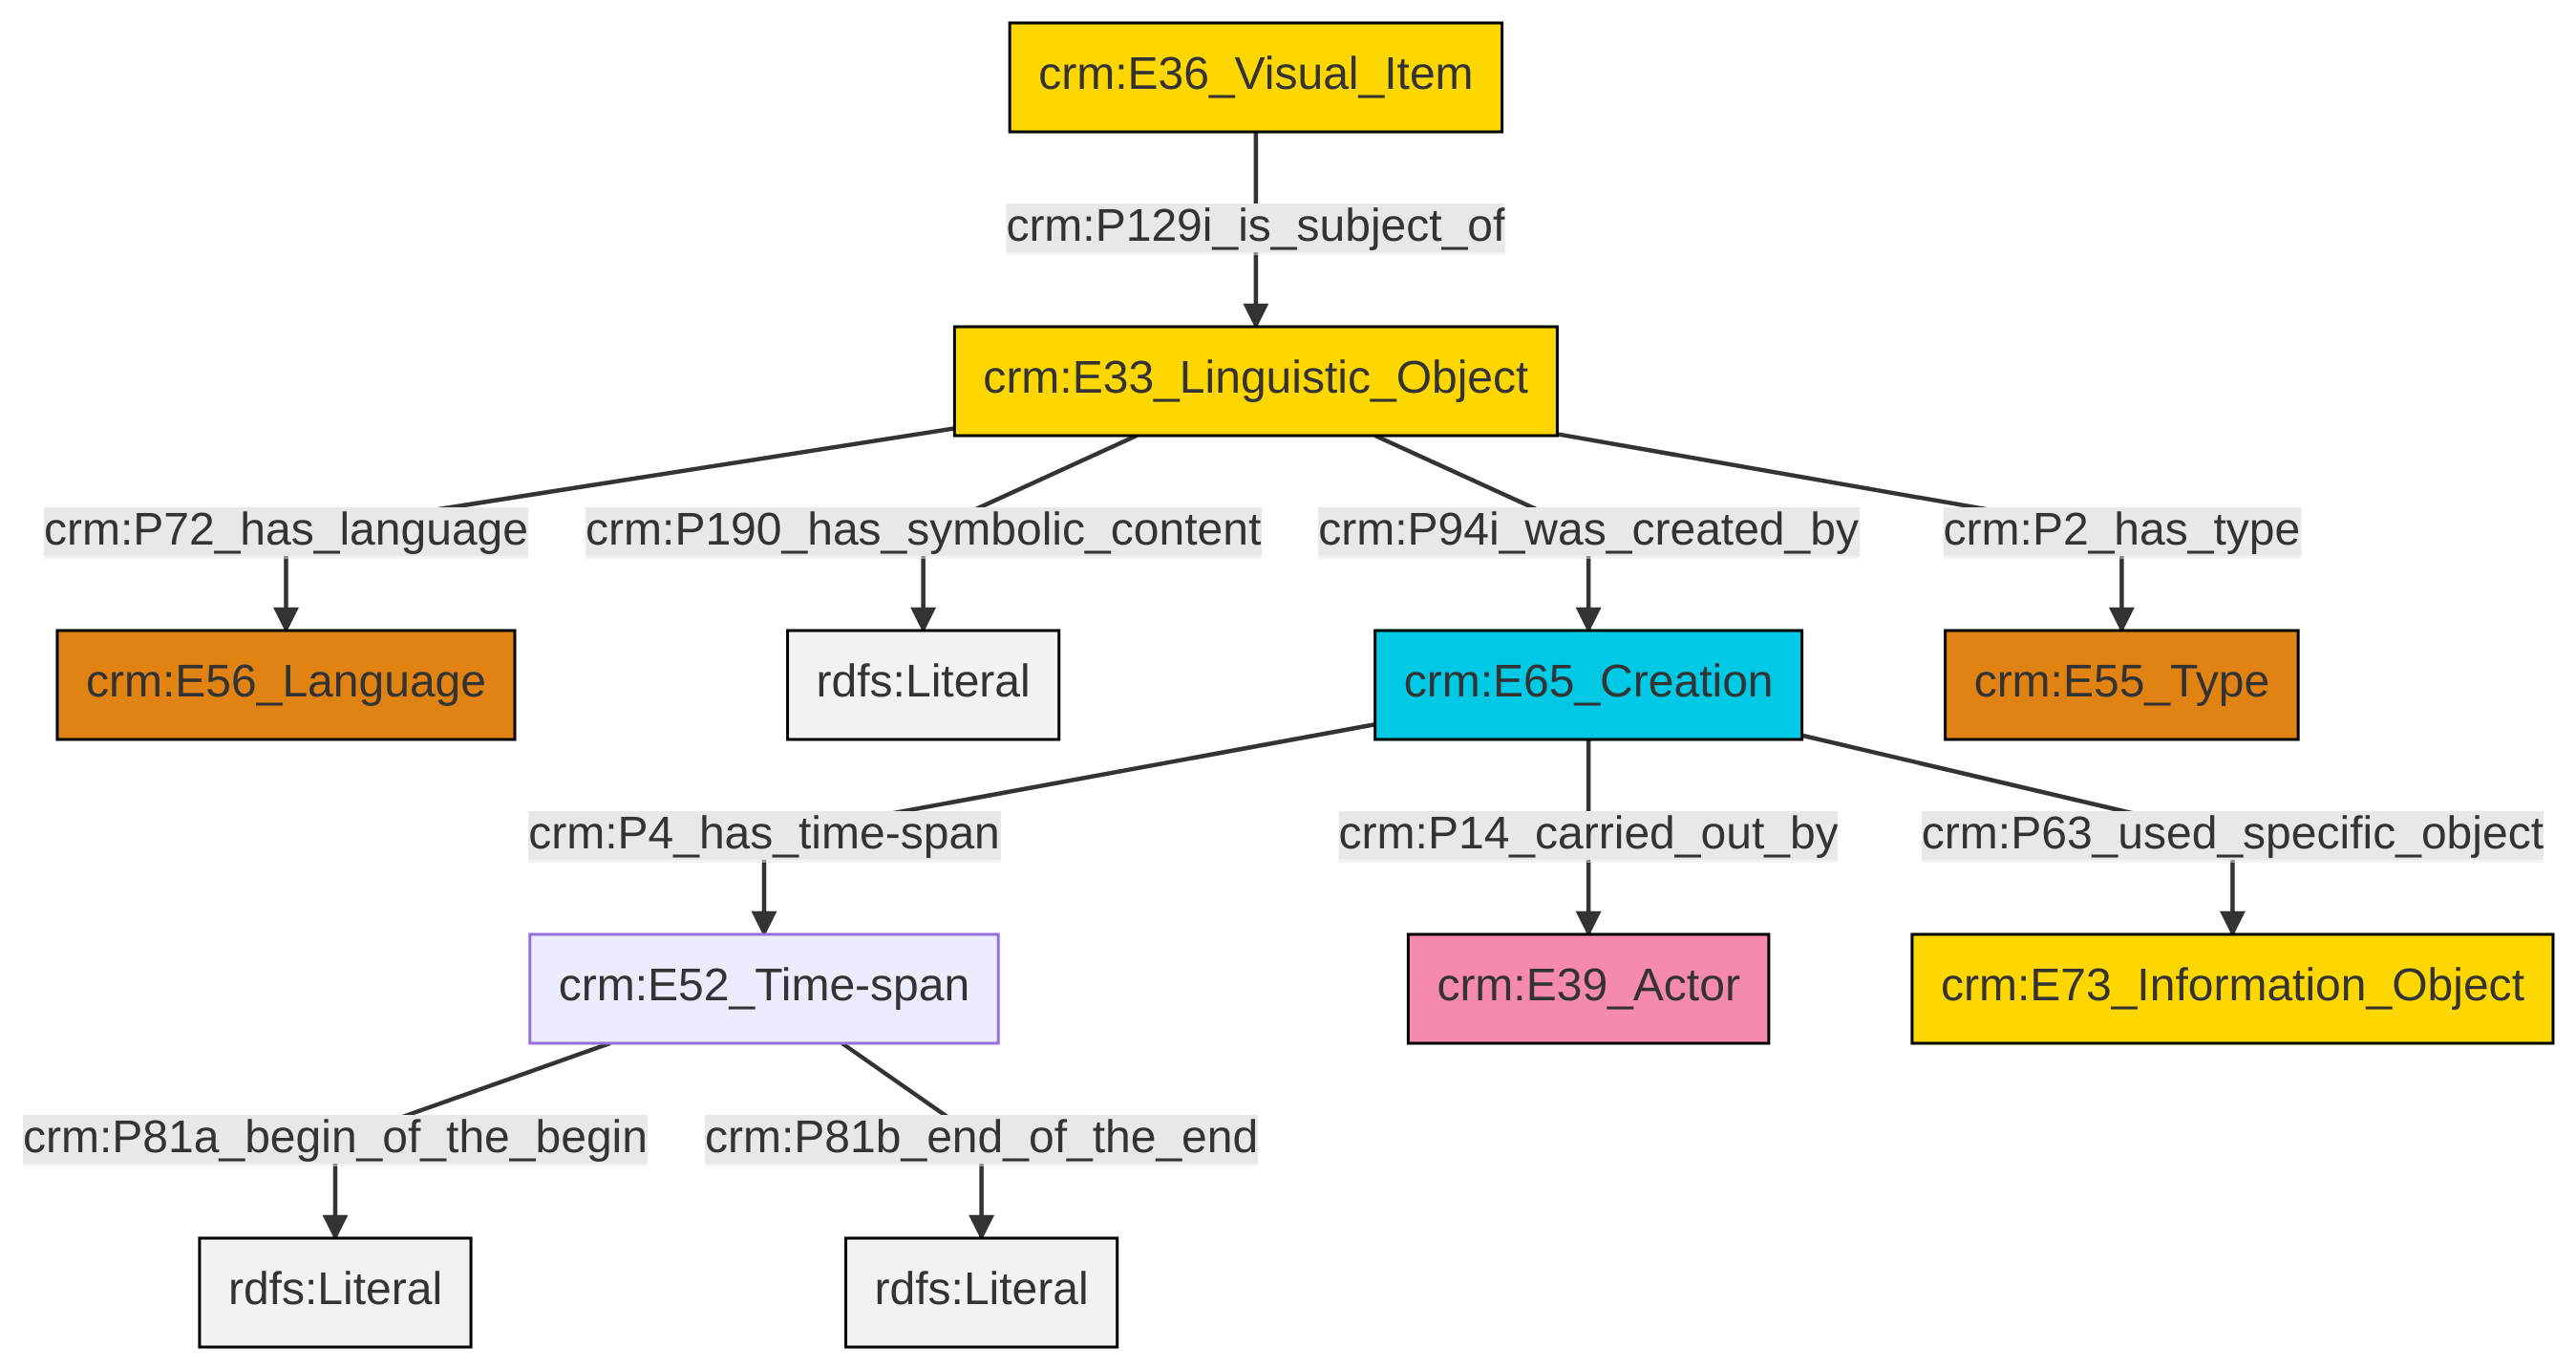 crm:E36_Visual_Item
crm:P129i_is_subject_of
crm:E33_Linguistic_Object
crm:P72_has_language
crm:P190_has_symbolic_content
crm:P94i_was_created_by
crm:P2_has_type
crm:E56_Language
rdfs:Literal
crm:E65_Creation
crm:E55_Type
crm:P4_has_time-span
crm:P14_carried_out_by
crm:P63_used_specific_object
crm:E52_Time-span
crm:E39_Actor
crm:E73_Information_Object
crm:P81a_begin_of_the_begin
crm:P81b_end_of_the_end
rdfs:Literal
rdfs:Literal